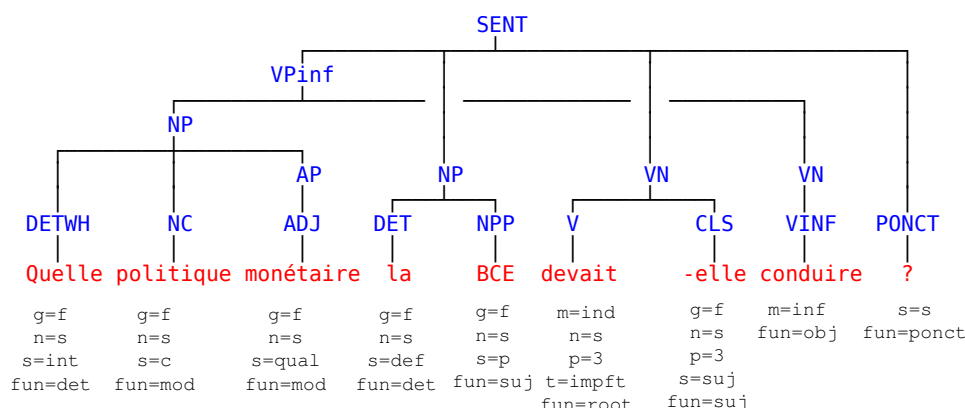 SENT
VPinf
NP
AP NP VN VN
DETWH NC ADJ DET NPP V CLS VINF PONCT
Quelle politique monétaire la BCE devait -elle conduire ?
g=f g=f g=f g=f g=f m=ind g=f m=inf s=s
n=s n=s n=s n=s n=s n=s n=s fun=obj fun=ponct
s=int s=c s=qual s=def s=p p=3 p=3
fun=det fun=mod fun=mod fun=det fun=suj t=impft s=suj
fun=root fun=suj